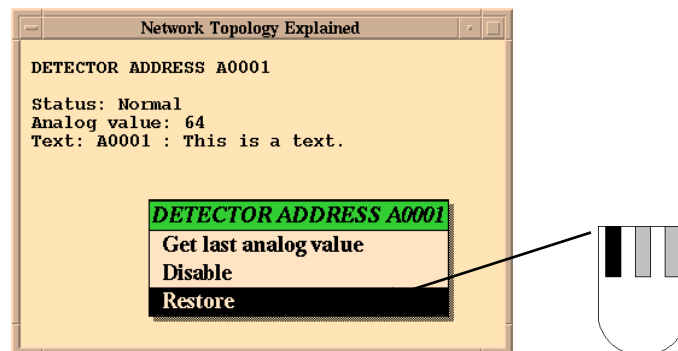 Network Topology Explained
DETECTOR ADDRESS A0001
Status: Normal
Analog value: 64
Text: A0001 : This is a text.
DETECTOR ADDRESS A0001
Get last analog value
Disable
Restore